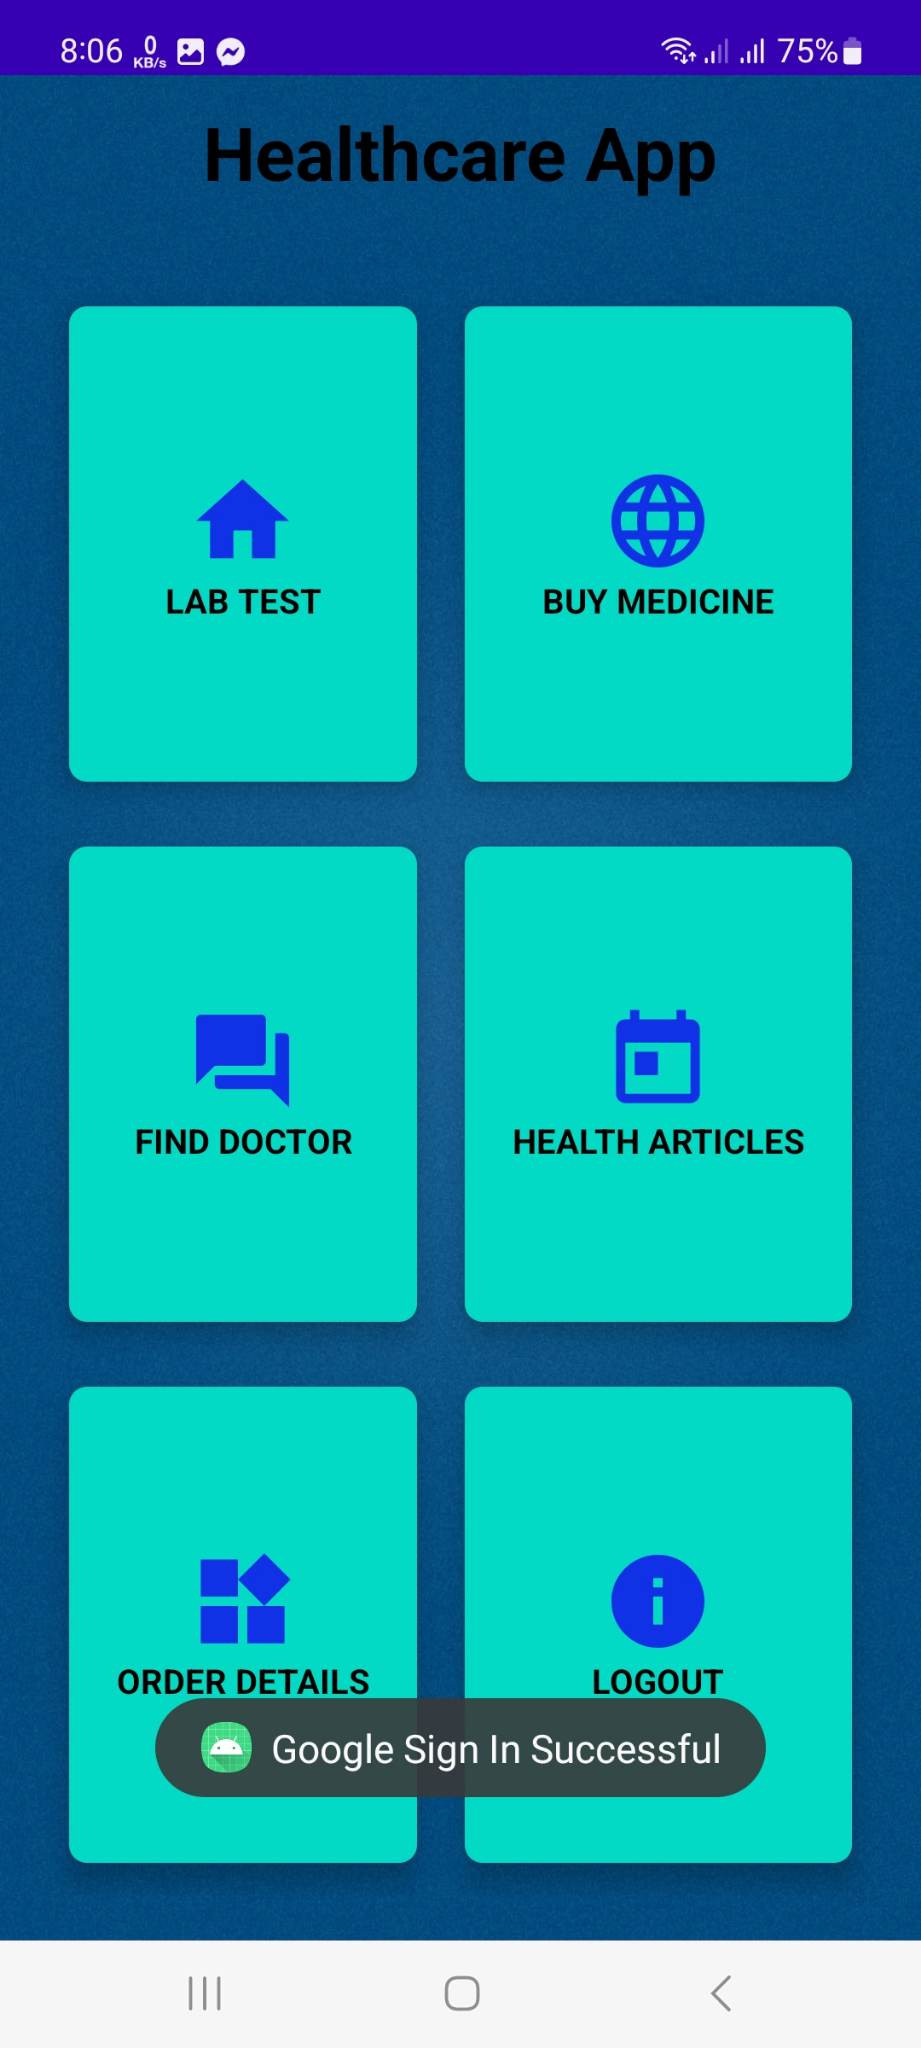 8:06 0 KB/s 75%
Healthcare App
LAB TEST
BUY MEDICINE
FIND DOCTOR
HEALTH ARTICLES
ORDER DETAILS
LOGOUT
Google Sign In Successful